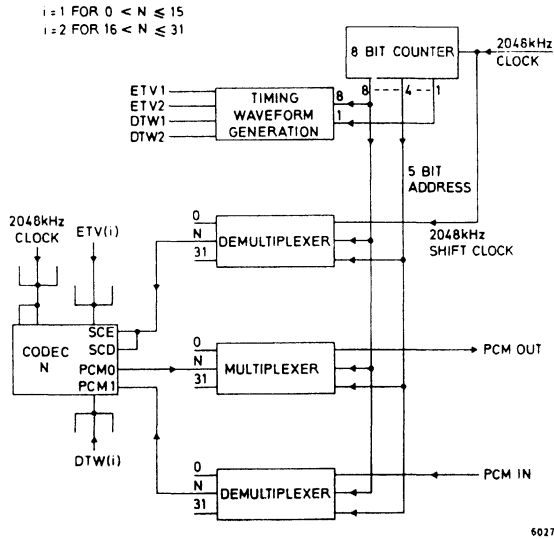 i=1 FOR 0 < N ≤ 15
i=2 FOR 16 < N ≤ 31
8 BIT COUNTER
2048kHz
CLOCK
8 ---- 4 -- 1
ETV1
ETV2
DTW1
DTW2
TIMING
WAVEFORM
GENERATION
8
1
5 BIT
ADDRESS
2048kHz
CLOCK
ETV(i)
0
N
31
DEMULTIPLEXER
2048kHz
SHIFT CLOCK
CODEC
N
SCE
SCD
PCM0
PCM1
0
N
31
MULTIPLEXER
PCM OUT
DTW(i)
0
N
31
DEMULTIPLEXER
PCM IN
6027